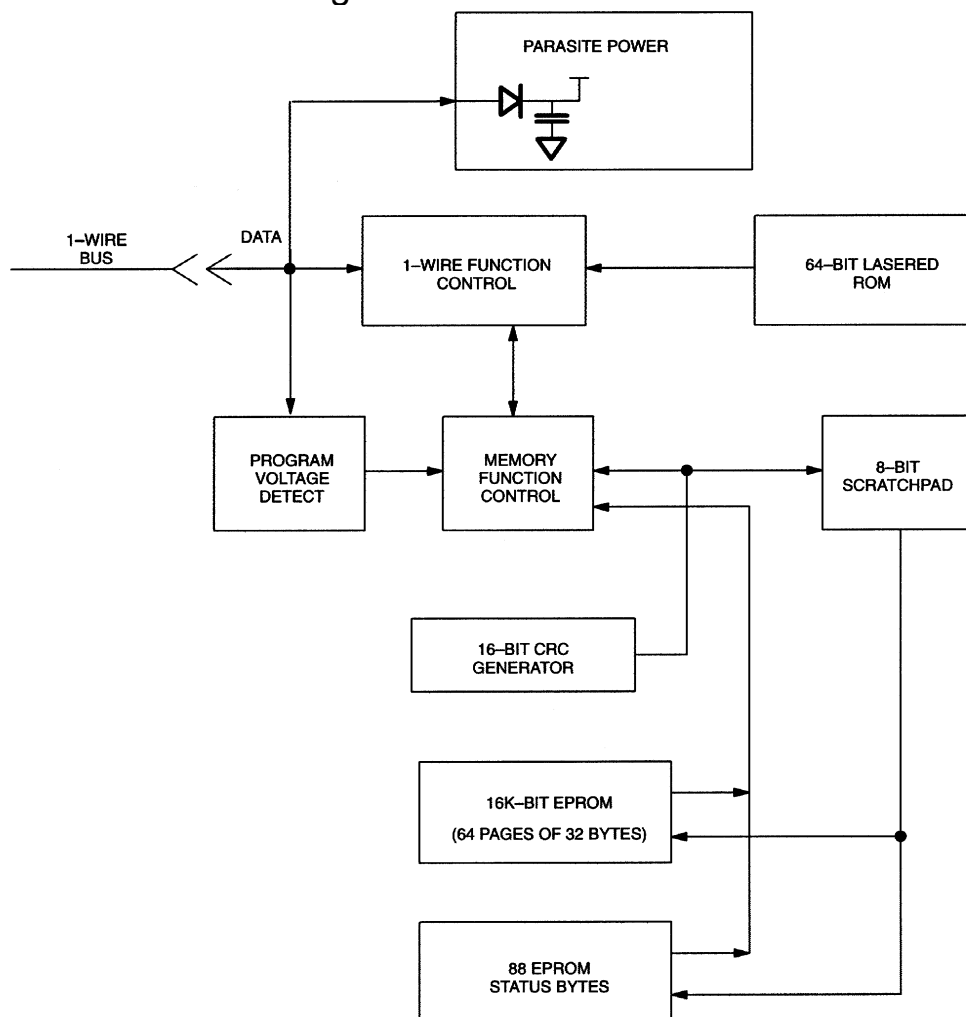 PARASITE POWER
1–WIRE
BUS
DATA
1–WIRE FUNCTION
CONTROL
64–BIT LASERED
ROM
PROGRAM
VOLTAGE
DETECT
MEMORY
FUNCTION
CONTROL
8–BIT
SCRATCHPAD
16–BIT CRC
GENERATOR
16K–BIT EPROM
(64 PAGES OF 32 BYTES)
88 EPROM
STATUS BYTES